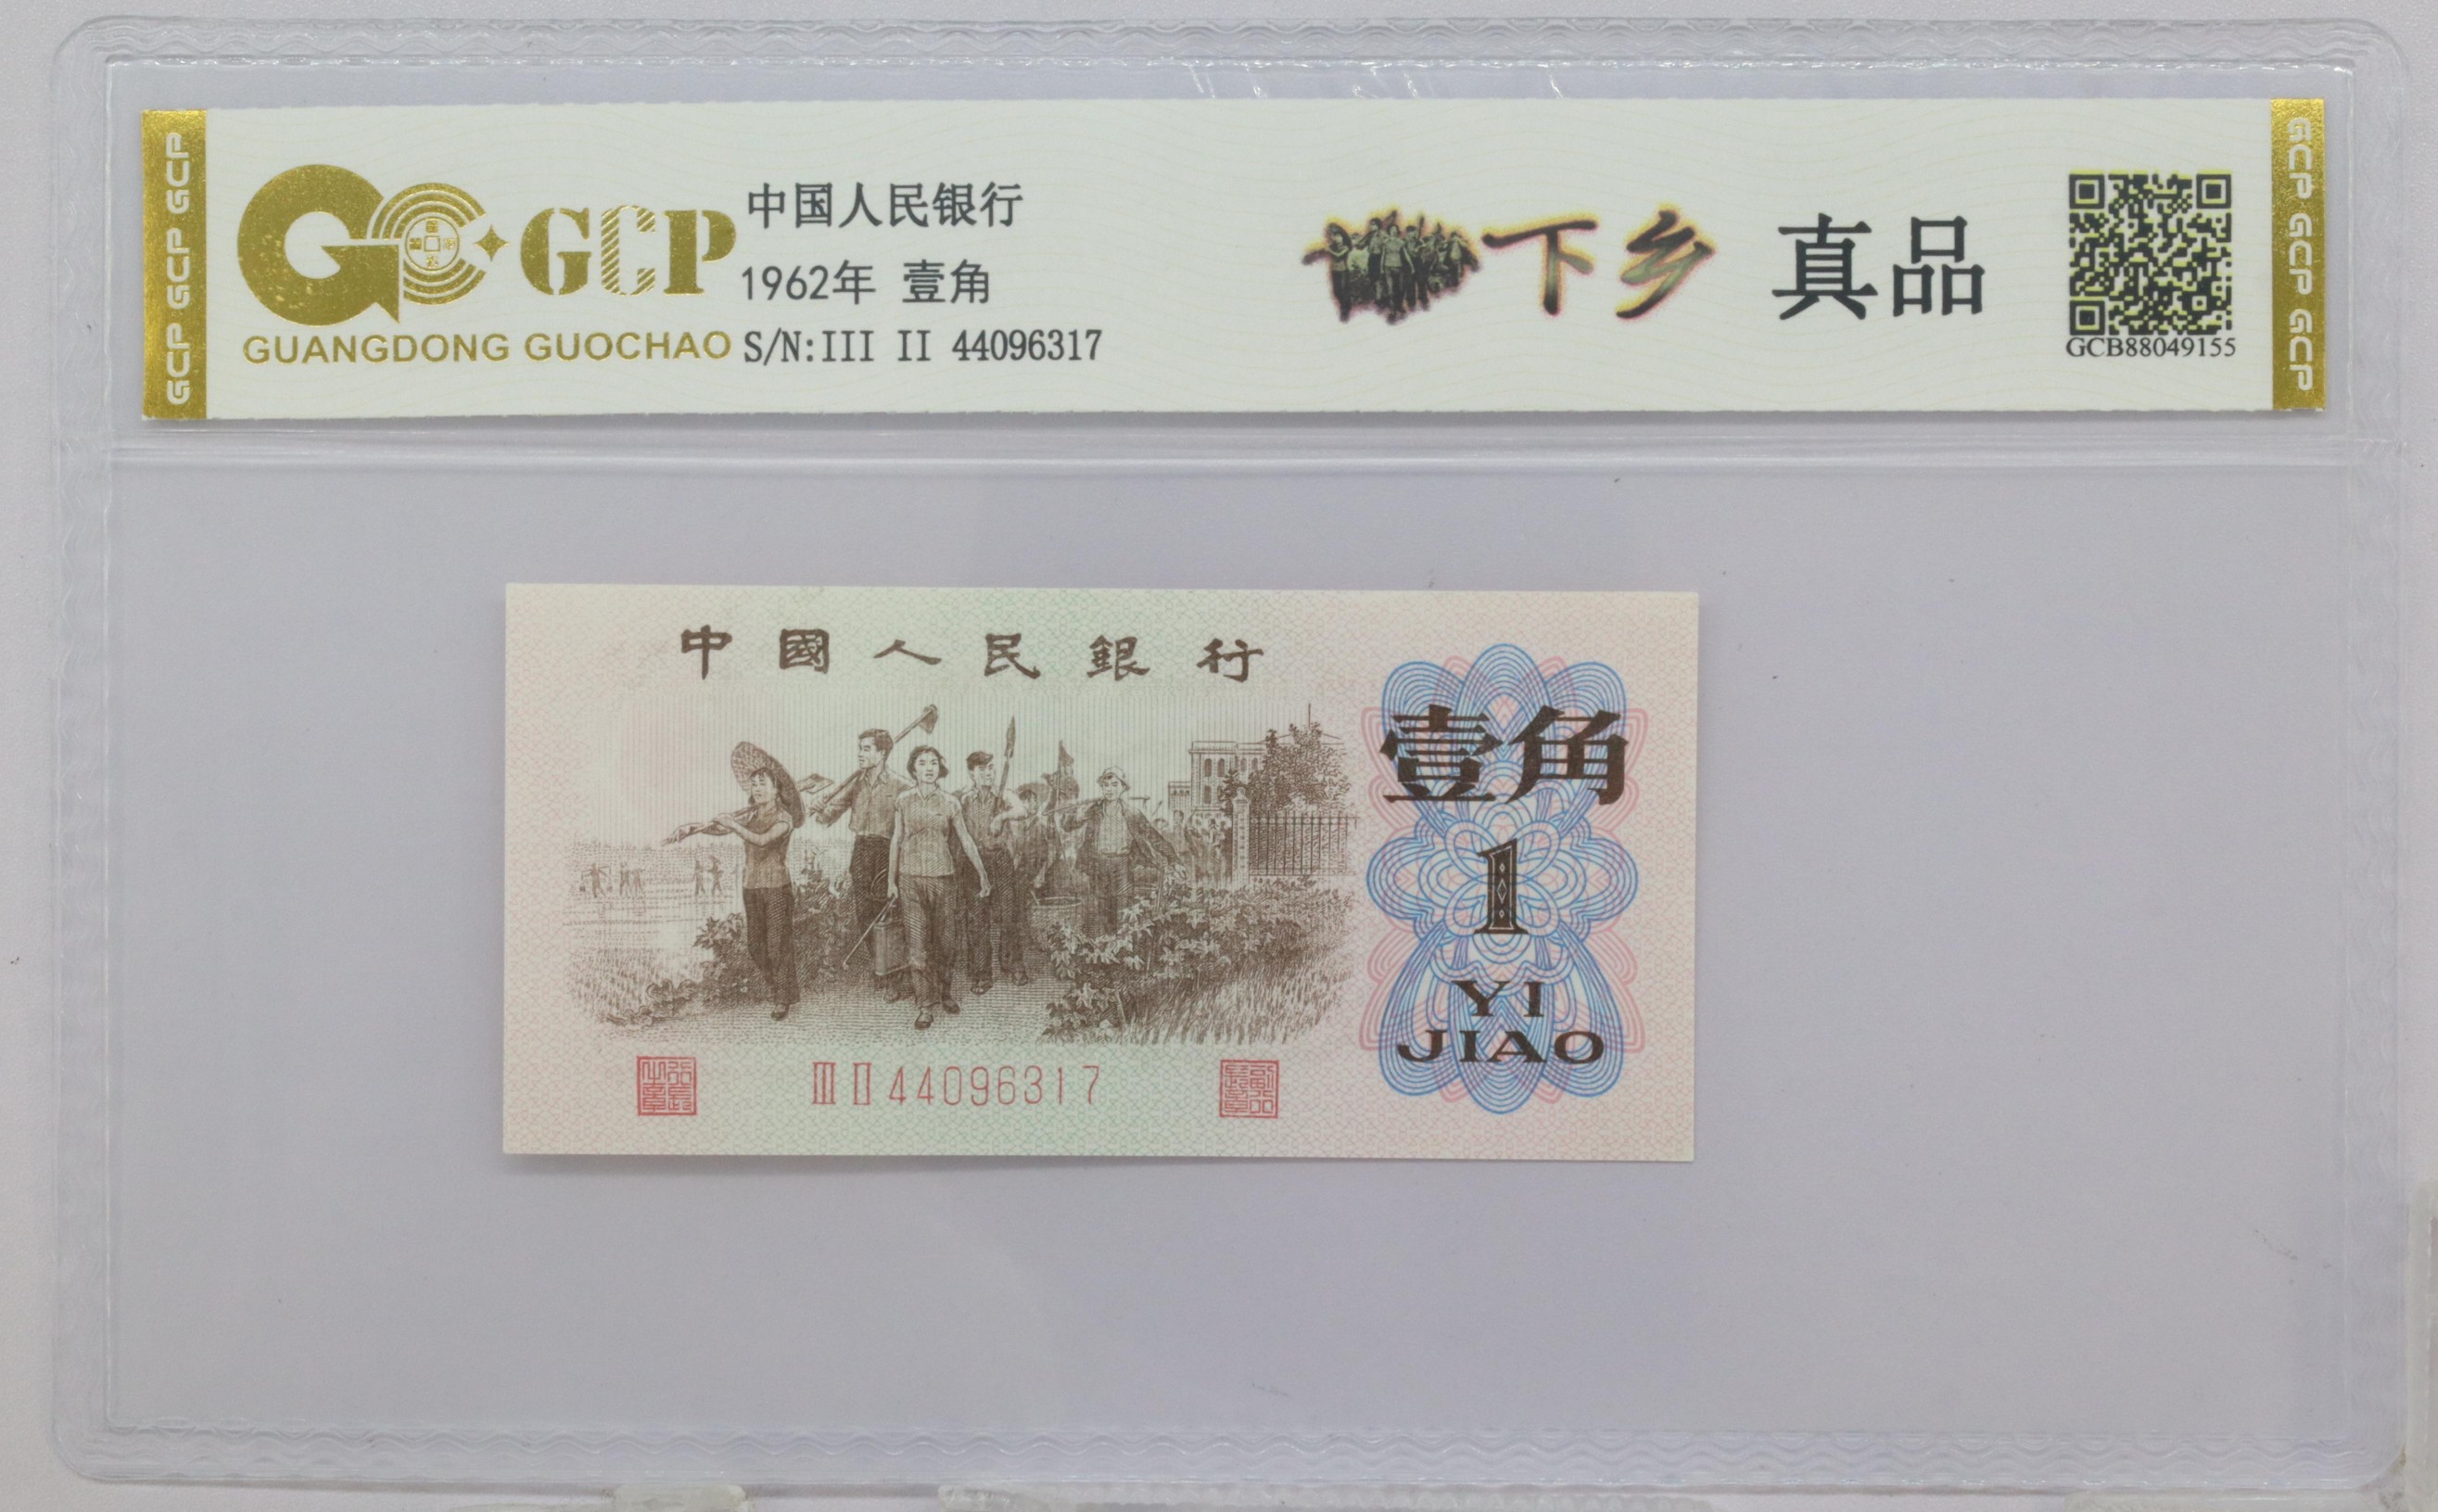 GCP GCP GCP
GCP
GUANGDONG GUOCHAO
中国人民银行
1962年 壹角
S/N:III II 44096317
下乡 真品
GCB88049155
GCP GCP GCP
中國人民銀行
壹角
1
YI
JIAO
III II 44096317